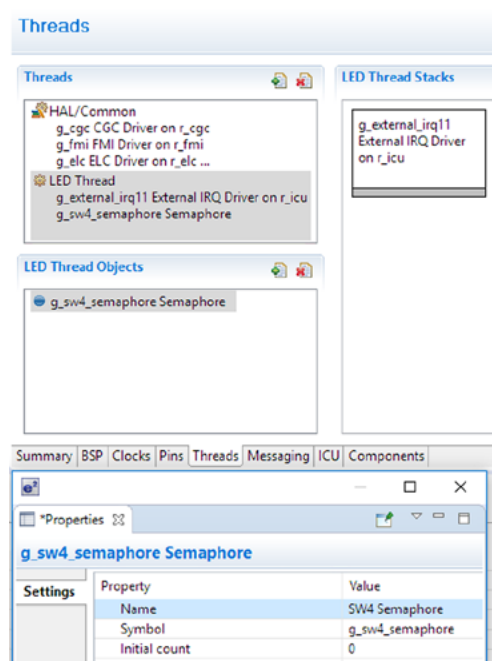 Threads
Threads
HAL/Common
g_cgc CGC Driver on r_cgc
g_fmi FMI Driver on r_fmi
g_elc ELC Driver on r_elc ...
LED Thread
g_external_irq11 External IRQ Driver on r_icu
g_sw4_semaphore Semaphore
LED Thread Stacks
g_external_irq11
External IRQ Driver
on r_icu
LED Thread Objects
g_sw4_semaphore Semaphore
Summary BSP Clocks Pins Threads Messaging ICU Components
e²
*Properties
g_sw4_semaphore Semaphore
Settings
Property Value
Name SW4 Semaphore
Symbol g_sw4_semaphore
Initial count 0